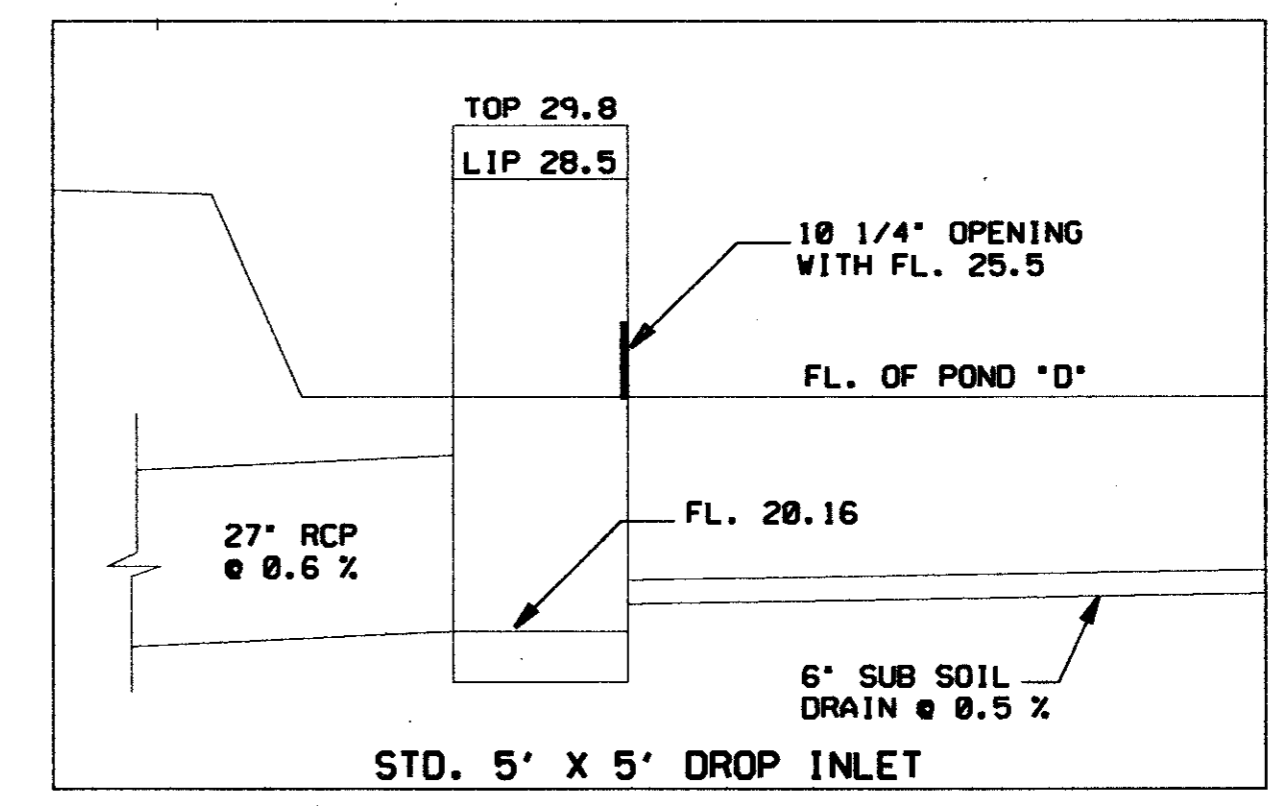 TOP 29.8
LIP 28.5
10 1/4" OPENING
WITH FL. 25.5
FL. OF POND "D"
FL. 20.16
27" RCP
@ 0.6 %
6" SUB SOIL
DRAIN @ 0.5 %
STD. 5' X 5' DROP INLET